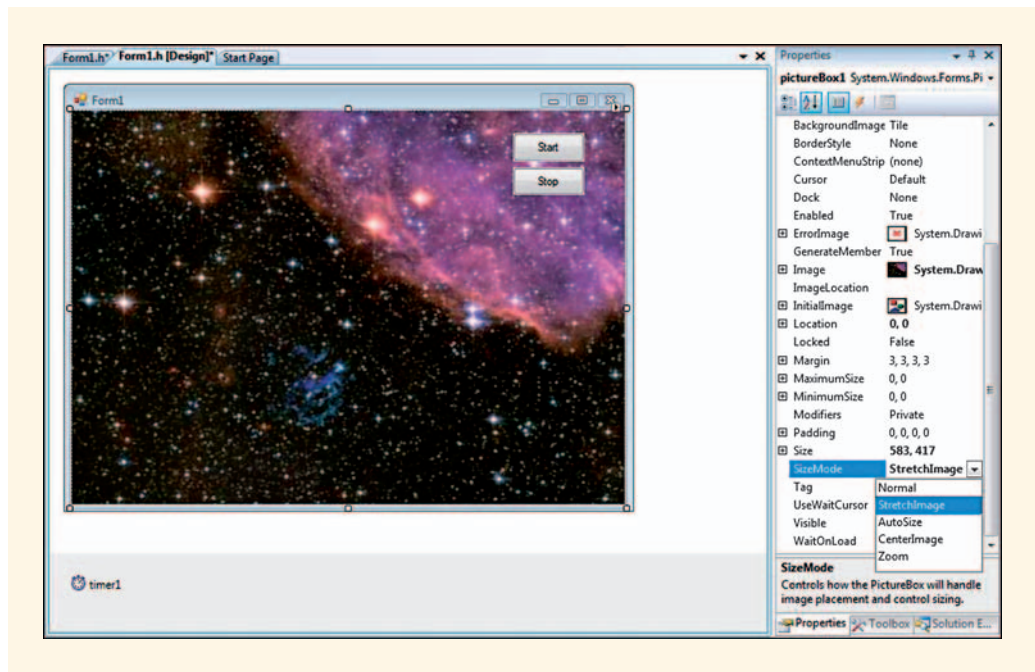 Form1.h* Form1.h [Design]* Start Page
Form1
Start
Stop
timer1
Properties
pictureBox1 System.Windows.Forms.Pi
BackgroundImage Tile
BorderStyle None
ContextMenuStrip (none)
Cursor Default
Dock None
Enabled True
ErrorImage System.Drawi
GenerateMember True
Image System.Draw
ImageLocation
InitialImage System.Drawi
Location 0, 0
Locked False
Margin 3, 3, 3, 3
MaximumSize 0, 0
MinimumSize 0, 0
Modifiers Private
Padding 0, 0, 0, 0
Size 583, 417
SizeMode StretchImage
Tag Normal
UseWaitCursor StretchImage
Visible AutoSize
WaitOnLoad CenterImage
Zoom
SizeMode
Controls how the PictureBox will handle
image placement and control sizing.
Properties Toolbox Solution E...